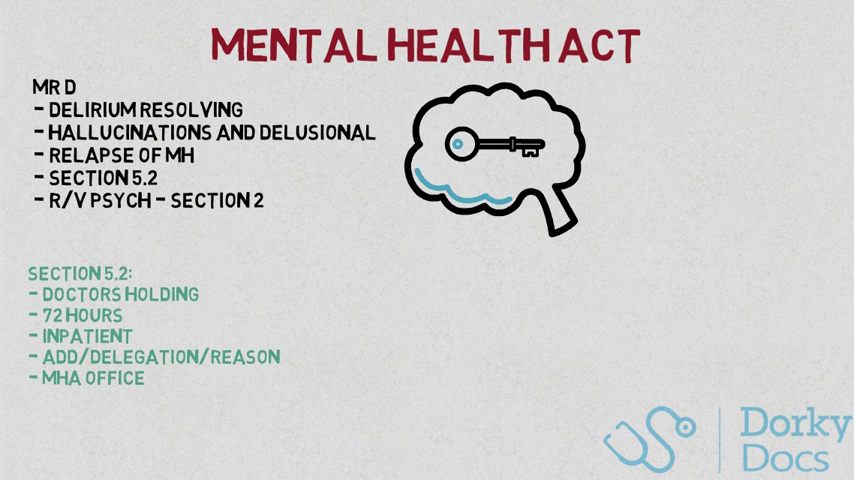 MENTAL HEALTH ACT
MR D
- DELIRIUM RESOLVING
- HALLUCINATIONS AND DELUSIONAL
- RELAPSE OF MH
- SECTION 5.2
- R/V PSYCH - SECTION 2
SECTION 5.2:
- DOCTORS HOLDING
- 72 HOURS
- INPATIENT
- ADD/DELEGATION/REASON
- MHA OFFICE
Dorky
Docs